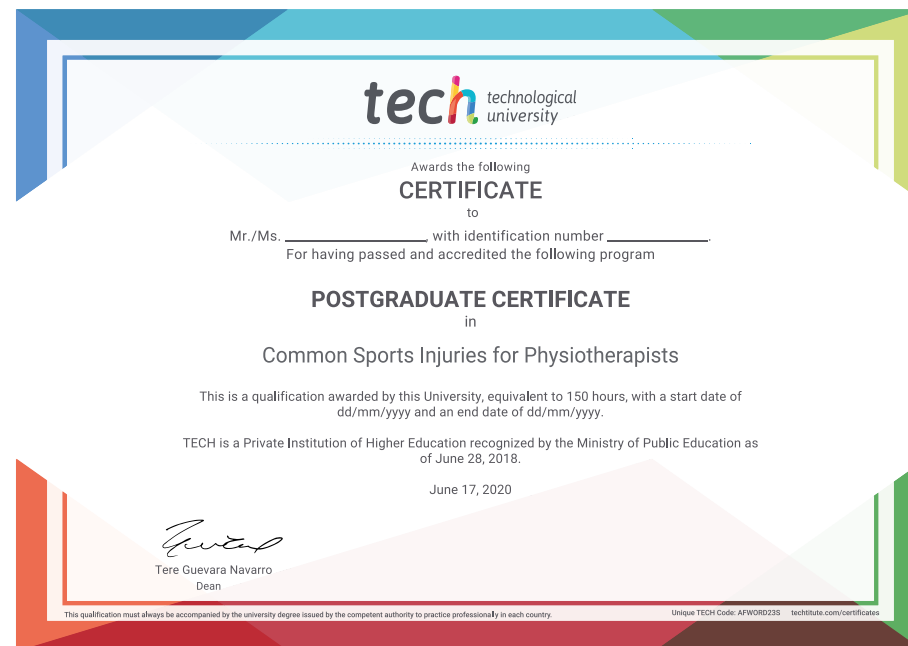 tech technological
university
Awards the following
CERTIFICATE
to
Mr./Ms. ____________________, with identification number ______________.
For having passed and accredited the following program
POSTGRADUATE CERTIFICATE
in
Common Sports Injuries for Physiotherapists
This is a qualification awarded by this University, equivalent to 150 hours, with a start date of
dd/mm/yyyy and an end date of dd/mm/yyyy.
TECH is a Private Institution of Higher Education recognized by the Ministry of Public Education as
of June 28, 2018.
June 17, 2020
Tere Guevara Navarro
Dean
This qualification must always be accompanied by the university degree issued by the competent authority to practice professionally in each country.
Unique TECH Code: AFWORD23S techtitute.com/certificates